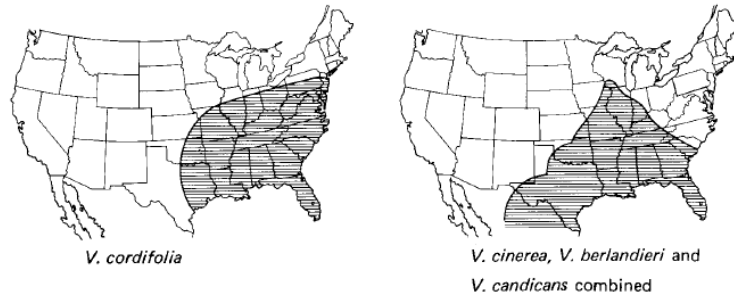 V. cordifolia
V. cinerea, V. berlandieri and
V. candicans combined